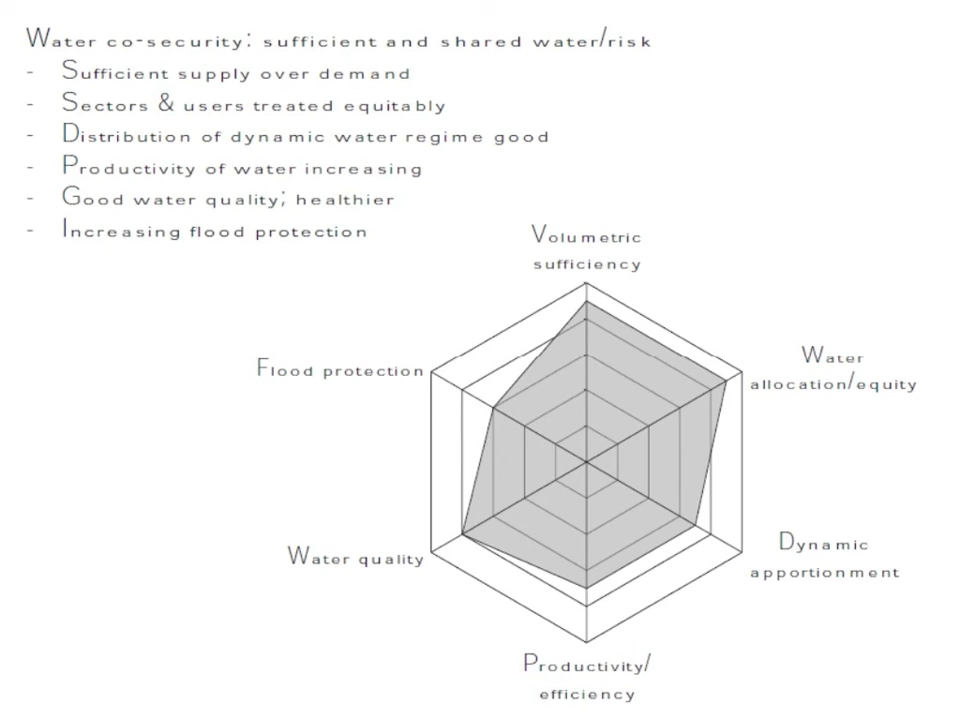 Water co-security: sufficient and shared water/risk
- Sufficient supply over demand
- Sectors & users treated equitably
- Distribution of dynamic water regime good
- Productivity of water increasing
- Good water quality; healthier
- Increasing flood protection
Volumetric
sufficiency
Water
allocation/equity
Flood protection
Dynamic
apportionment
Water quality
Productivity/
efficiency